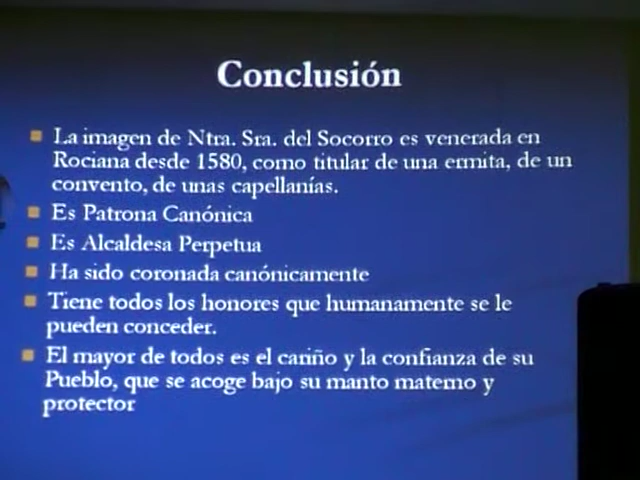 Conclusión
La imagen de Ntra. Sra. del Socorro es venerada en
Rociana desde 1580, como titular de una ermita, de un
convento, de unas capellanías.
Es Patrona Canónica
Es Alcaldesa Perpetua
Ha sido coronada canónicamente
Tiene todos los honores que humanamente se le
pueden conceder.
El mayor de todos es el cariño y la confianza de su
Pueblo, que se acoge bajo su manto materno y
protector